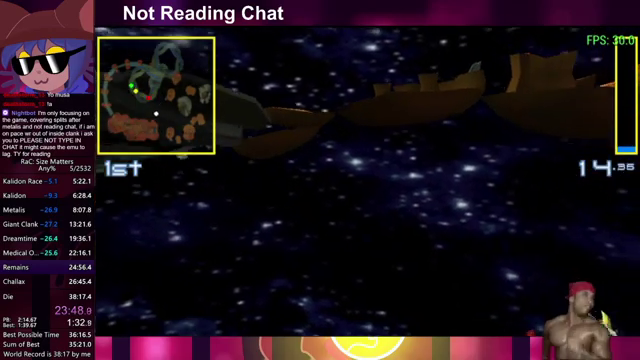 Not Reading Chat
FPS: 30.0
Yo musa
fa
Nightbot I'm only focusing on
the game, covering splits after
metalis and not reading chat, if i am
on pace wr out of inside clank i ask
you to PLEASE NOT TYPE IN
CHAT it might cause the emu to
lag. TY for reading
RaC: Size Matters
Any% 5/2532
1st
14.35
Kalidon Race -5.1 5:22.1
Kalidon -9.3 6:28.4
Metalis -26.9 8:07.8
Giant Clank -27.2 13:21.6
Dreamtime -26.4 19:36.1
Medical O... -25.6 22:16.1
Remains 24:56.4
Challax 26:45.4
Die 38:17.4
23:48.9
PB: 2:14.67
Best: 1:39.67
1:32.9
Best Possible Time 36:16.5
Sum of Best 35:21.0
World Record is 38:17 by me